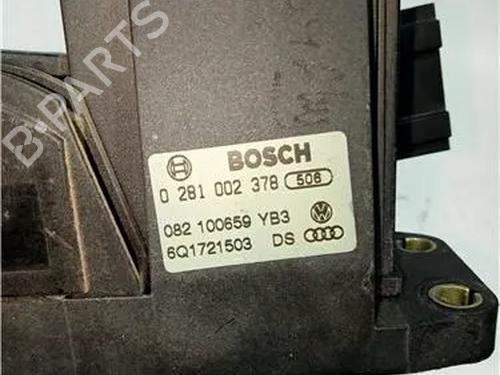 B-PARTS
BOSCH
0 281 002 378 506
082 100659 YB3
6Q1721503 DS